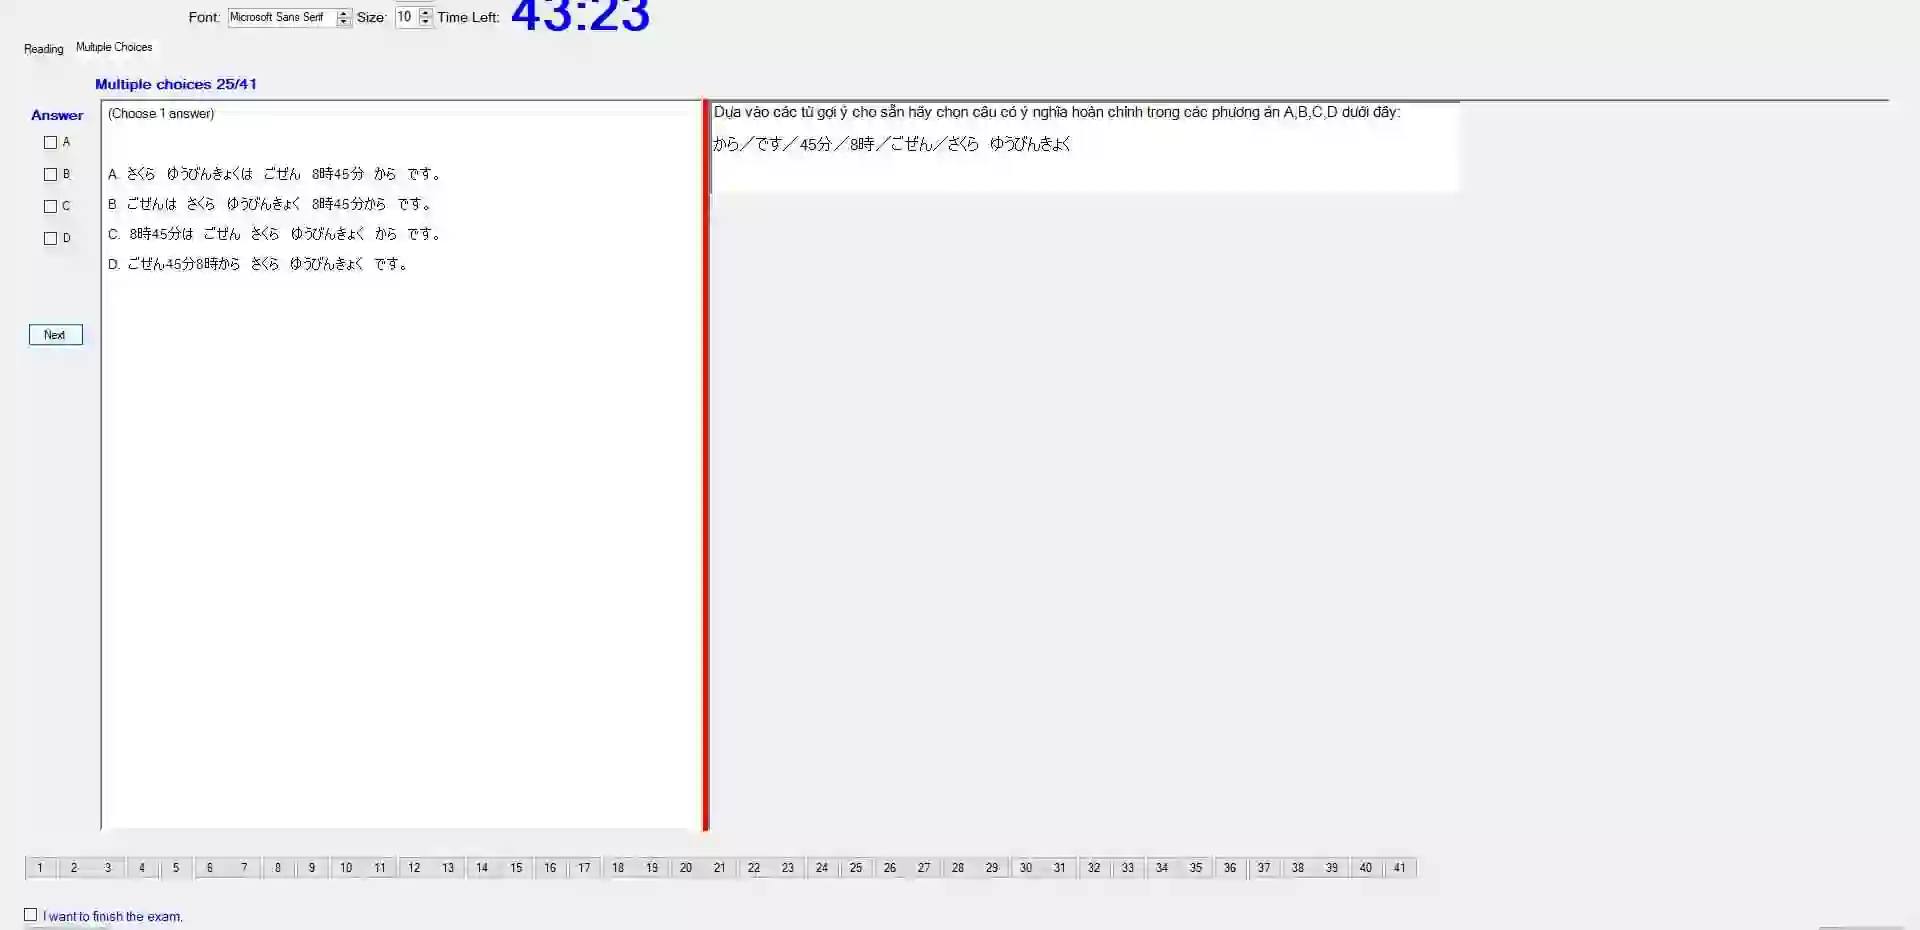 Font: Microsoft Sans Serif Size: 10 Time Left: 43:23
Reading Multiple Choices
Multiple choices 25/41
Answer
A
B
C
D
Next
(Choose 1 answer)
A. さくら ゆうびんきょくは ごぜん 8時45分 から です。
B. ごぜんは さくら ゆうびんきょく 8時45分から です。
C. 8時45分は ごぜん さくら ゆうびんきょく から です。
D. ごぜん45分8時から さくら ゆうびんきょく です。
Dựa vào các từ gợi ý cho sẵn hãy chọn câu có ý nghĩa hoàn chỉnh trong các phương án A,B,C,D dưới đây:
から／です／45分／8時／ごぜん／さくら ゆうびんきょく
1 2 3 4 5 6 7 8 9 10 11 12 13 14 15 16 17 18 19 20 21 22 23 24 25 26 27 28 29 30 31 32 33 34 35 36 37 38 39 40 41
I want to finish the exam.